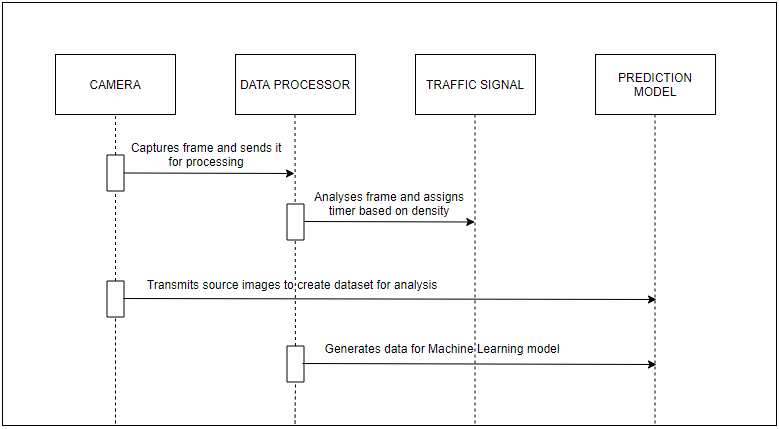 CAMERA
DATA PROCESSOR
TRAFFIC SIGNAL
PREDICTION
MODEL
Captures frame and sends it
for processing
Analyses frame and assigns
timer based on density
Transmits source images to create dataset for analysis
Generates data for Machine Learning model